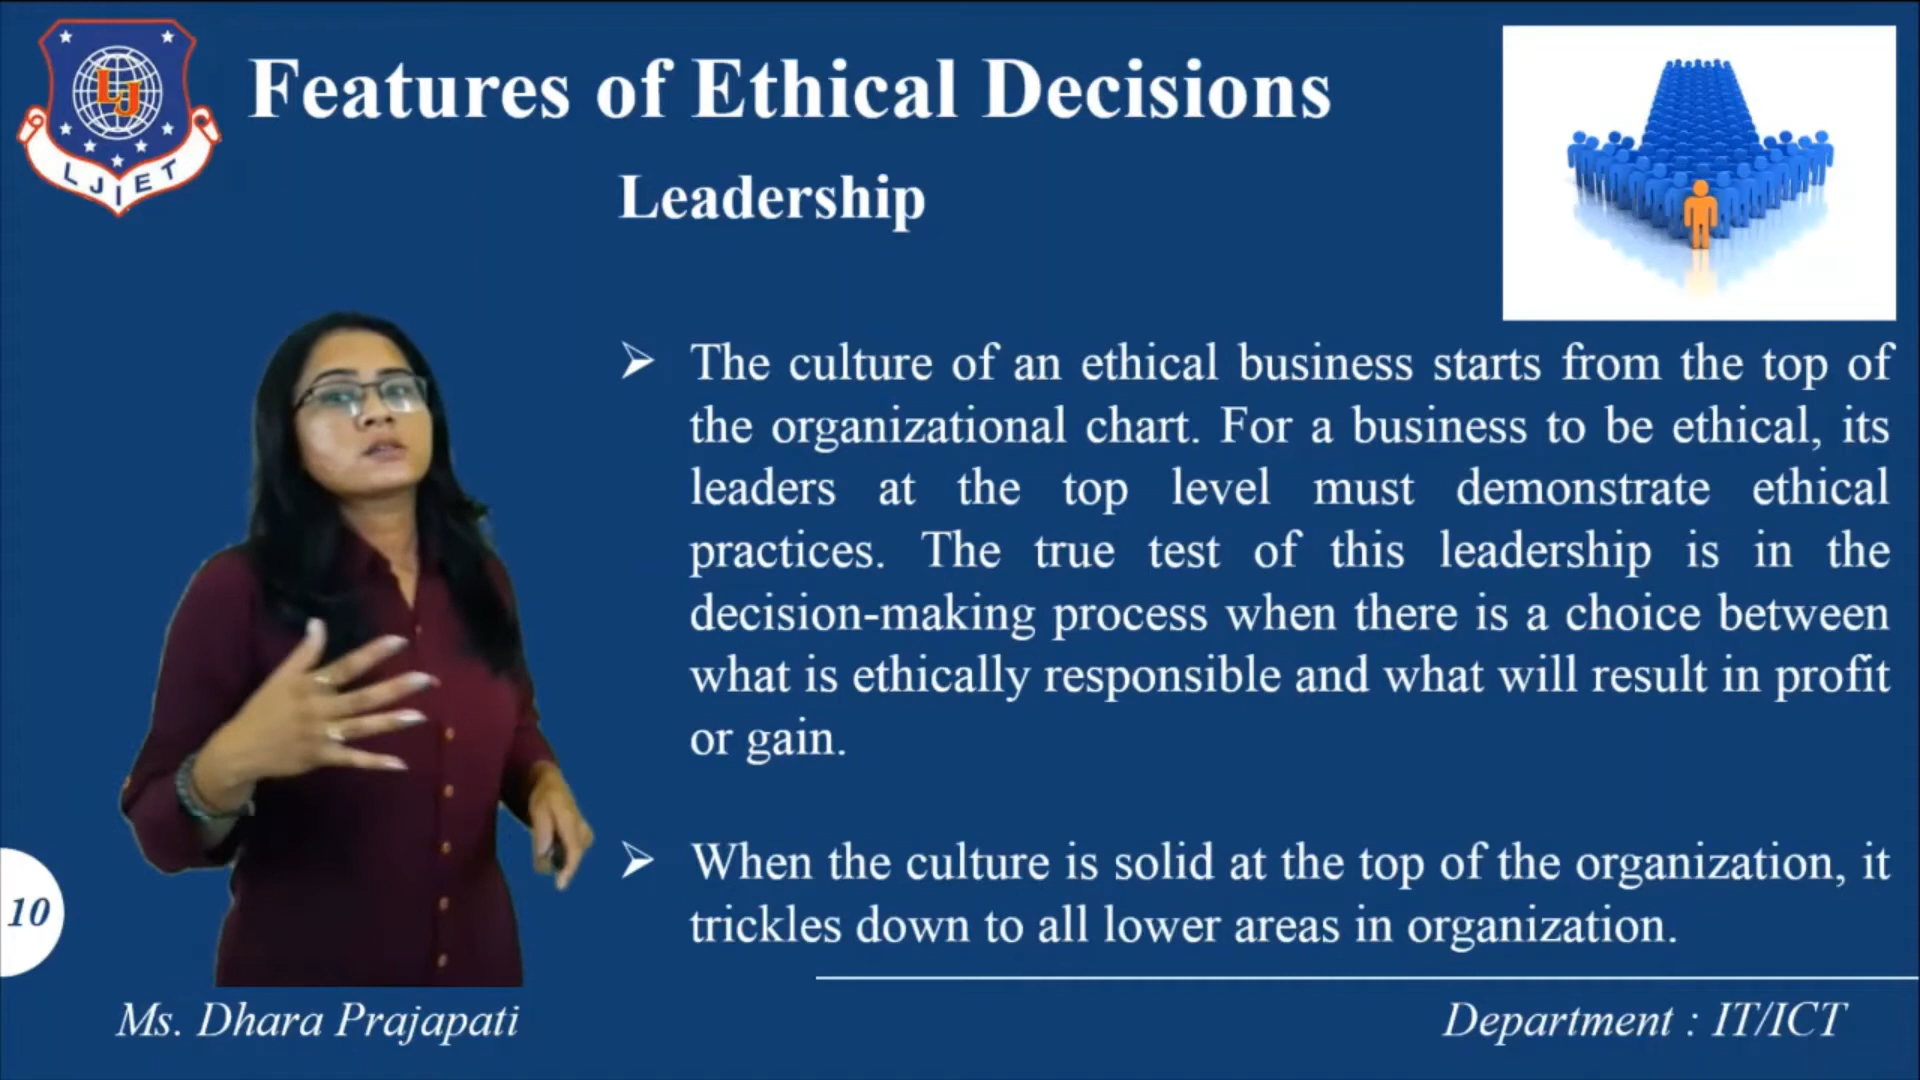 LJ
LJIET
Features of Ethical Decisions
Leadership
➢ The culture of an ethical business starts from the top of
the organizational chart. For a business to be ethical, its
leaders at the top level must demonstrate ethical
practices. The true test of this leadership is in the
decision-making process when there is a choice between
what is ethically responsible and what will result in profit
or gain.
➢ When the culture is solid at the top of the organization, it
trickles down to all lower areas in organization.
10
Ms. Dhara Prajapati
Department : IT/ICT